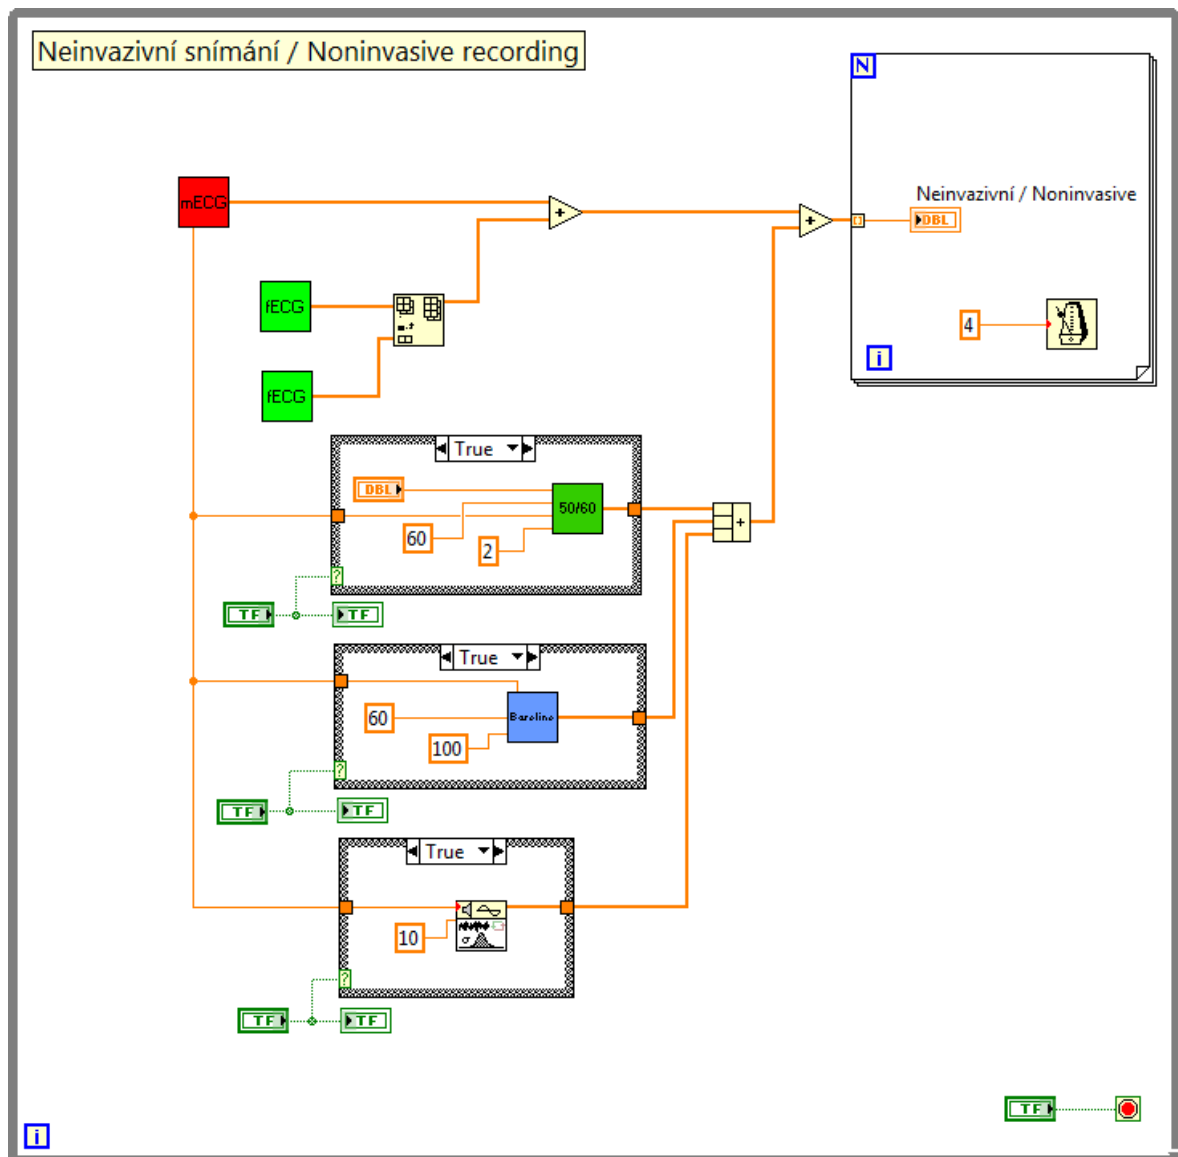 Neinvazivní snímání / Noninvasive recording
N
Neinvazivní / Noninvasive
DBL
4
i
mECG
+
+
fECG
fECG
True
DBL
50/60
60
2
+
?
TF
TF
True
60
100
?
TF
TF
True
10
σ
?
TF
TF
TF
i